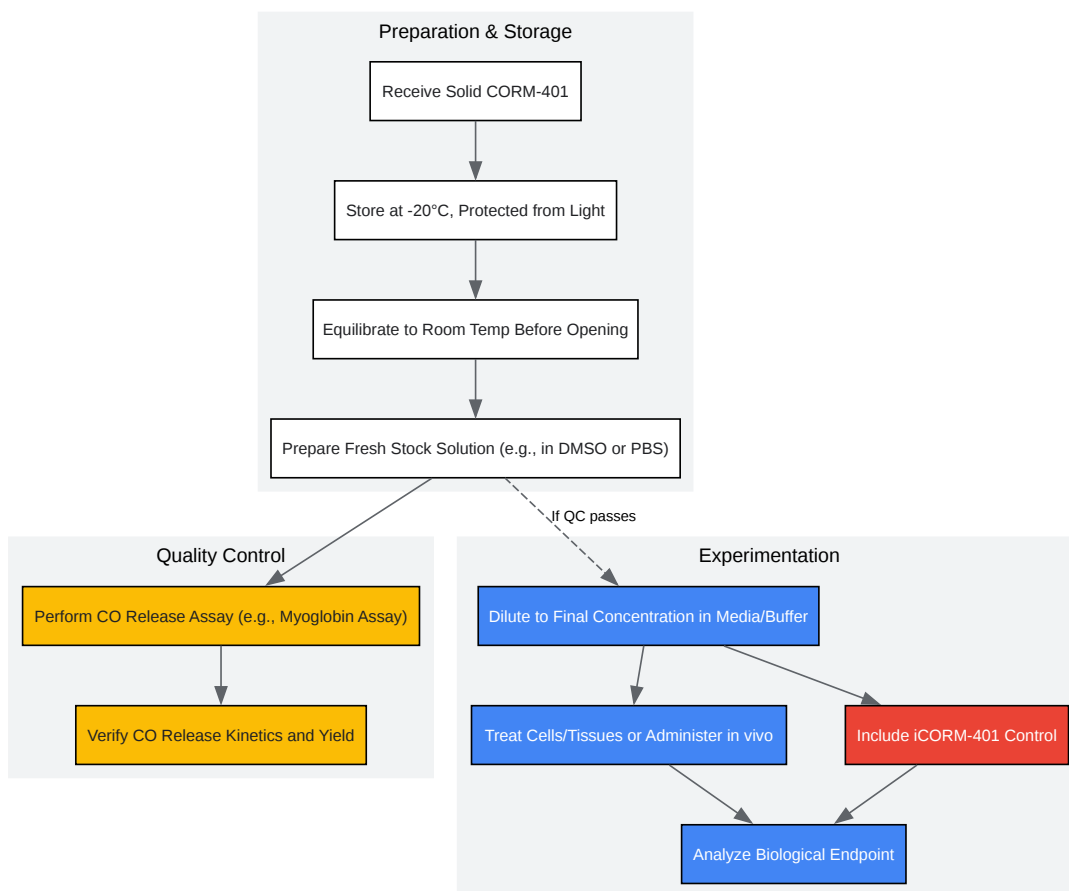 Preparation & Storage
Receive Solid CORM-401
Store at -20°C, Protected from Light
Equilibrate to Room Temp Before Opening
Prepare Fresh Stock Solution (e.g., in DMSO or PBS)
If QC passes
Quality Control
Perform CO Release Assay (e.g., Myoglobin Assay)
Verify CO Release Kinetics and Yield
Experimentation
Dilute to Final Concentration in Media/Buffer
Treat Cells/Tissues or Administer in vivo
Include iCORM-401 Control
Analyze Biological Endpoint